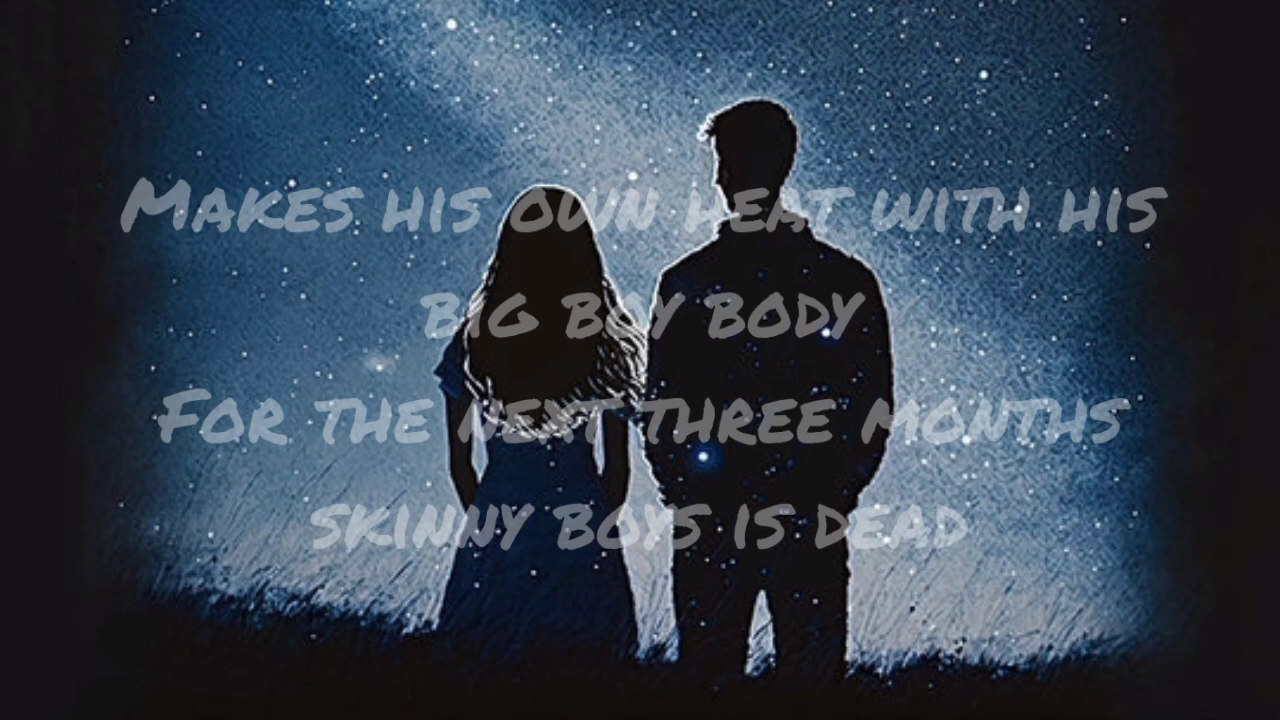 Makes his own heat with his
big boy body
For the next three months
skinny boys is dead